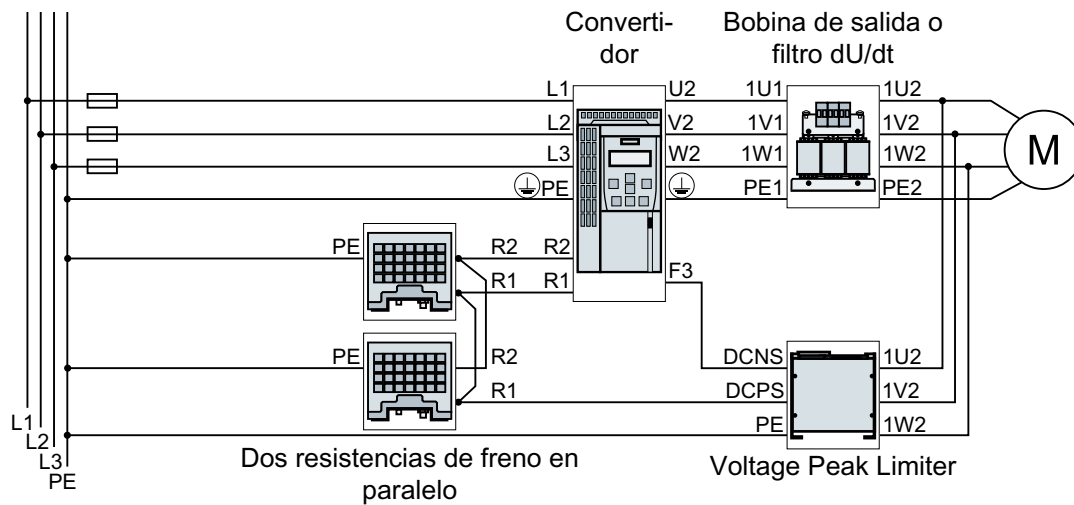 Converti-
dor
Bobina de salida o
filtro dU/dt
L1 U2 1U1 1U2
L2 V2 1V1 1V2
L3 W2 1W1 1W2
M
PE PE1 PE2
PE R2 R2
F3
R1 R1
PE R2 DCNS 1U2
R1 DCPS 1V2
PE 1W2
L1
L2
L3
PE
Dos resistencias de freno en
paralelo
Voltage Peak Limiter